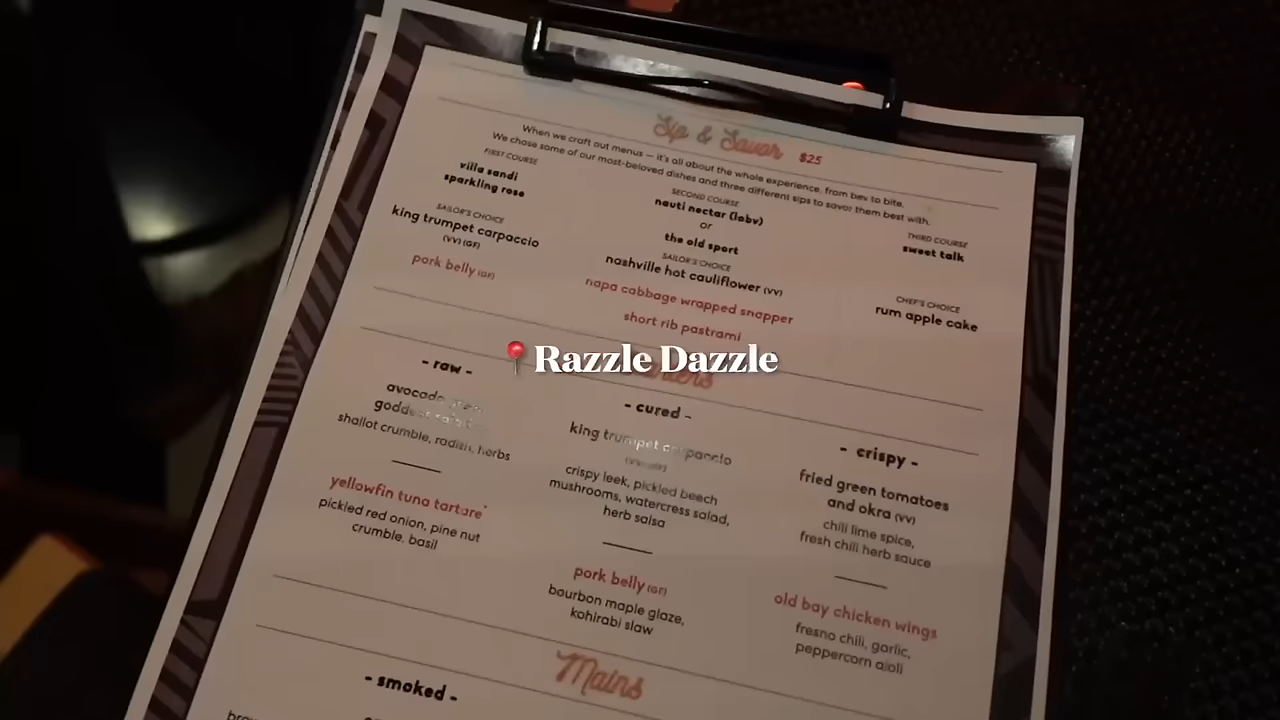 Sip & Savor $25
When we craft out menus — it's all about the whole experience, from bev to bite.
We chose some of our most-beloved dishes and three different sips to savor them best with.
FIRST COURSE
villa sandi
sparkling rose
SAILOR'S CHOICE
king trumpet carpaccio
(VV) (GF)
pork belly (GF)
SECOND COURSE
nauti nectar (labv)
or
the old sport
SAILOR'S CHOICE
nashville hot cauliflower (VV)
napa cabbage wrapped snapper
short rib pastrami
THIRD COURSE
sweet talk
CHEF'S CHOICE
rum apple cake
📍Razzle Dazzle
- raw -
avocado
shallot crumble, radish, herbs
yellowfin tuna tartare*
pickled red onion, pine nut
crumble, basil
- cured -
king trumpet carpaccio
crispy leek, pickled beech
mushrooms, watercress salad,
herb salsa
pork belly (GF)
bourbon maple glaze,
kohlrabi slaw
- crispy -
fried green tomatoes
and okra (VV)
chili lime spice,
fresh chili herb sauce
old bay chicken wings
fresno chili, garlic,
peppercorn aioli
Mains
- smoked -